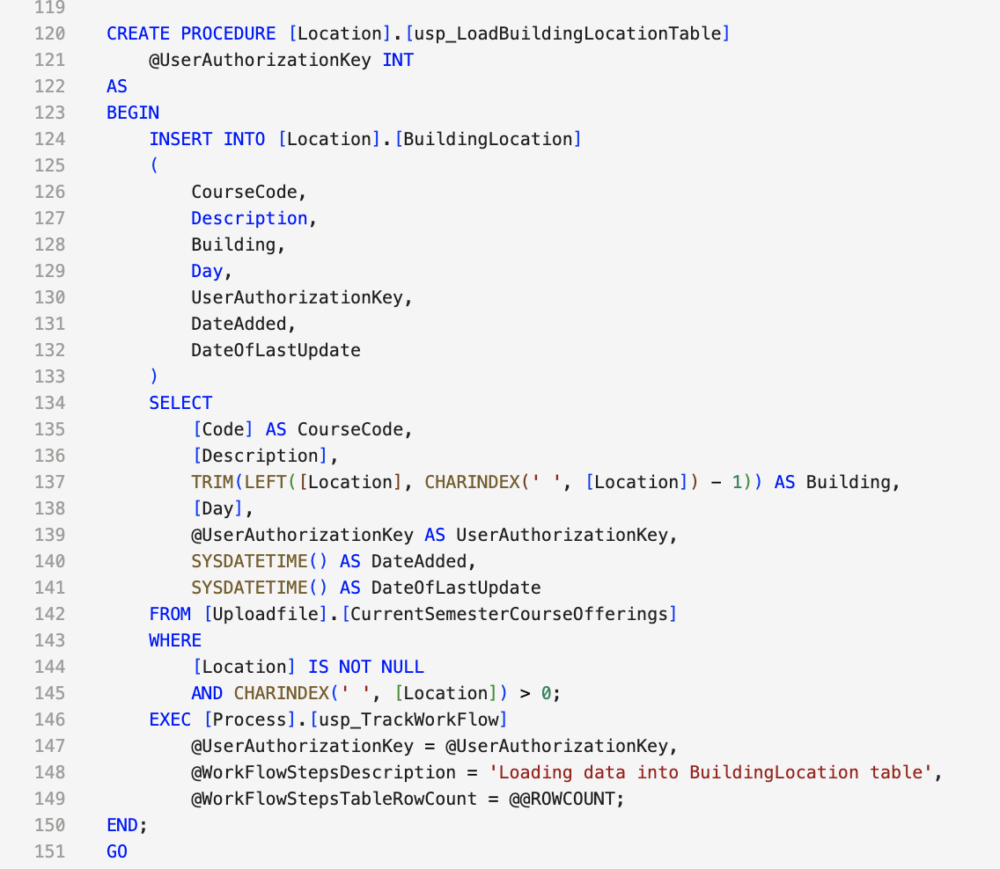 119
120 CREATE PROCEDURE [Location].[usp_LoadBuildingLocationTable]
121     @UserAuthorizationKey INT
122 AS
123 BEGIN
124     INSERT INTO [Location].[BuildingLocation]
125     (
126         CourseCode,
127         Description,
128         Building,
129         Day,
130         UserAuthorizationKey,
131         DateAdded,
132         DateOfLastUpdate
133     )
134     SELECT
135         [Code] AS CourseCode,
136         [Description],
137         TRIM(LEFT([Location], CHARINDEX(' ', [Location]) - 1)) AS Building,
138         [Day],
139         @UserAuthorizationKey AS UserAuthorizationKey,
140         SYSDATETIME() AS DateAdded,
141         SYSDATETIME() AS DateOfLastUpdate
142     FROM [Uploadfile].[CurrentSemesterCourseOfferings]
143     WHERE
144         [Location] IS NOT NULL
145         AND CHARINDEX(' ', [Location]) > 0;
146     EXEC [Process].[usp_TrackWorkFlow]
147         @UserAuthorizationKey = @UserAuthorizationKey,
148         @WorkFlowStepsDescription = 'Loading data into BuildingLocation table',
149         @WorkFlowStepsTableRowCount = @@ROWCOUNT;
150 END;
151 GO